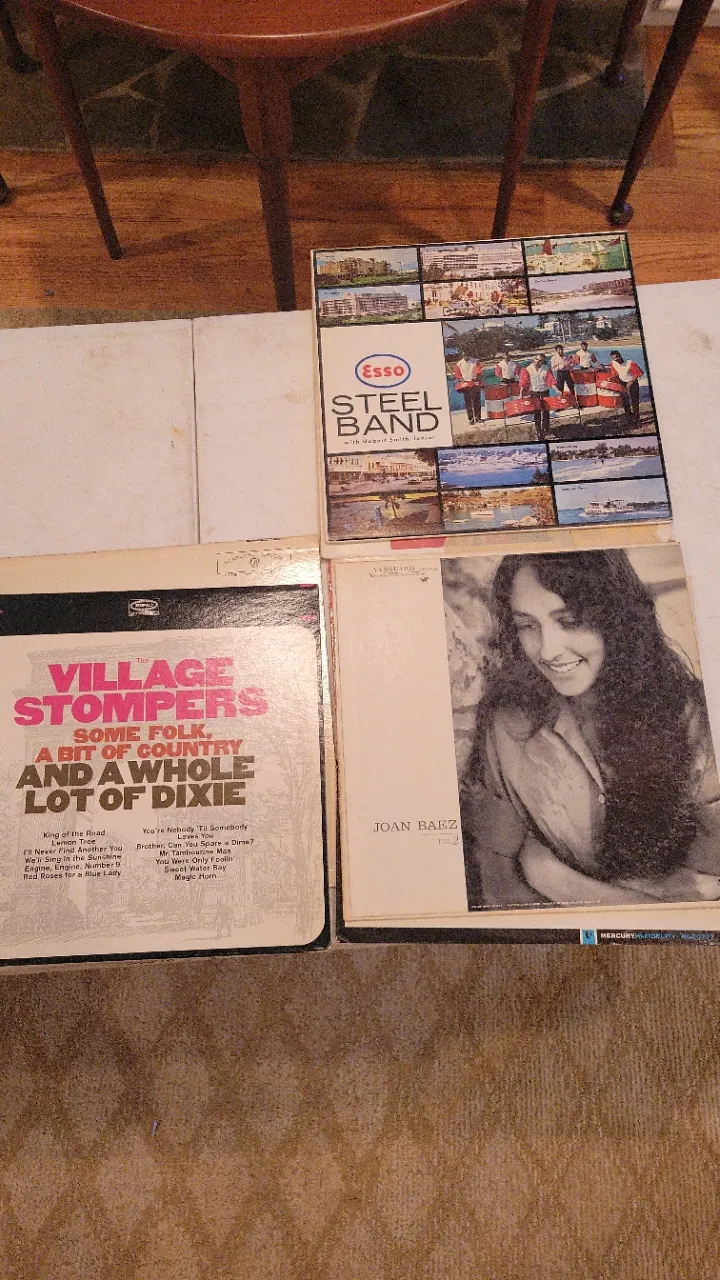 Esso
STEEL
BAND
with Hubert Smith Junior
The
VILLAGE
STOMPERS
SOME FOLK,
A BIT OF COUNTRY
AND A WHOLE
LOT OF DIXIE
King of the Road
Lemon Tree
I'll Never Find Another You
We'll Sing in the Sunshine
Engine, Engine, Number 9
Red Roses for a Blue Lady
You're Nobody 'Til Somebody
Loves You
Brother, Can You Spare a Dime?
Mr. Tambourine Man
You Were Only Foolin'
Sweet Water Bay
Magic Horn
VANGUARD
JOAN BAEZ
VOL. 2
MERCURY